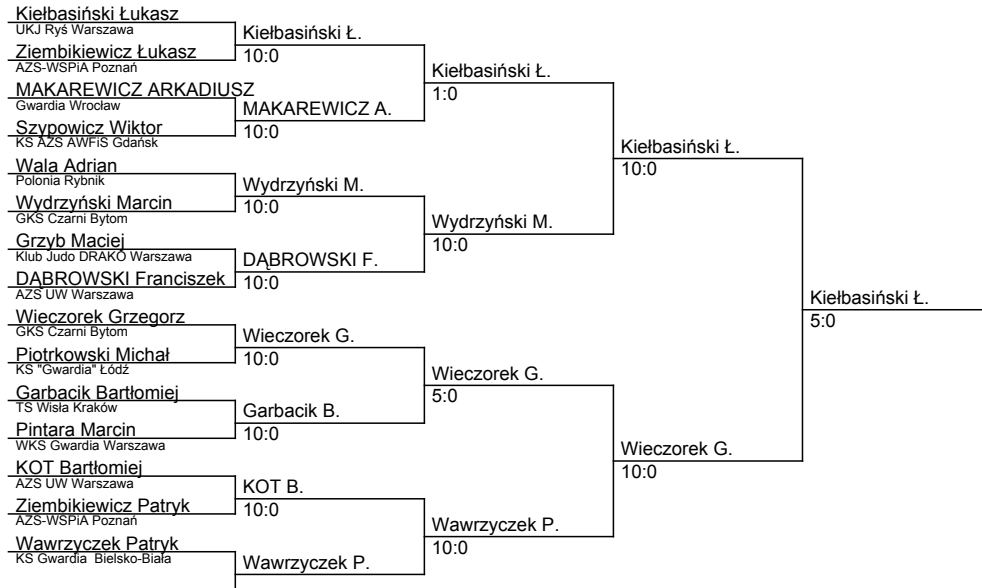 Kiełbasiński Łukasz
UKJ Ryś Warszawa
Ziembikiewicz Łukasz
AZS-WSPiA Poznań
MAKAREWICZ ARKADIUSZ
Gwardia Wrocław
Szypowicz Wiktor
KS AZS AWFiS Gdańsk
Wala Adrian
Polonia Rybnik
Wydrzyński Marcin
GKS Czarni Bytom
Grzyb Maciej
Klub Judo DRAKO Warszawa
DĄBROWSKI Franciszek
AZS UW Warszawa
Wieczorek Grzegorz
GKS Czarni Bytom
Piotrkowski Michał
KS "Gwardia" Łódź
Garbacik Bartłomiej
TS Wisła Kraków
Pintara Marcin
WKS Gwardia Warszawa
KOT Bartłomiej
AZS UW Warszawa
Ziembikiewicz Patryk
AZS-WSPiA Poznań
Wawrzyczek Patryk
KS Gwardia Bielsko-Biała
Kiełbasiński Ł.
10:0
MAKAREWICZ A.
10:0
Wydrzyński M.
10:0
DĄBROWSKI F.
10:0
Wieczorek G.
10:0
Garbacik B.
10:0
KOT B.
10:0
Wawrzyczek P.
Kiełbasiński Ł.
1:0
Wydrzyński M.
10:0
Wieczorek G.
5:0
Wawrzyczek P.
10:0
Kiełbasiński Ł.
10:0
Wieczorek G.
10:0
Kiełbasiński Ł.
5:0